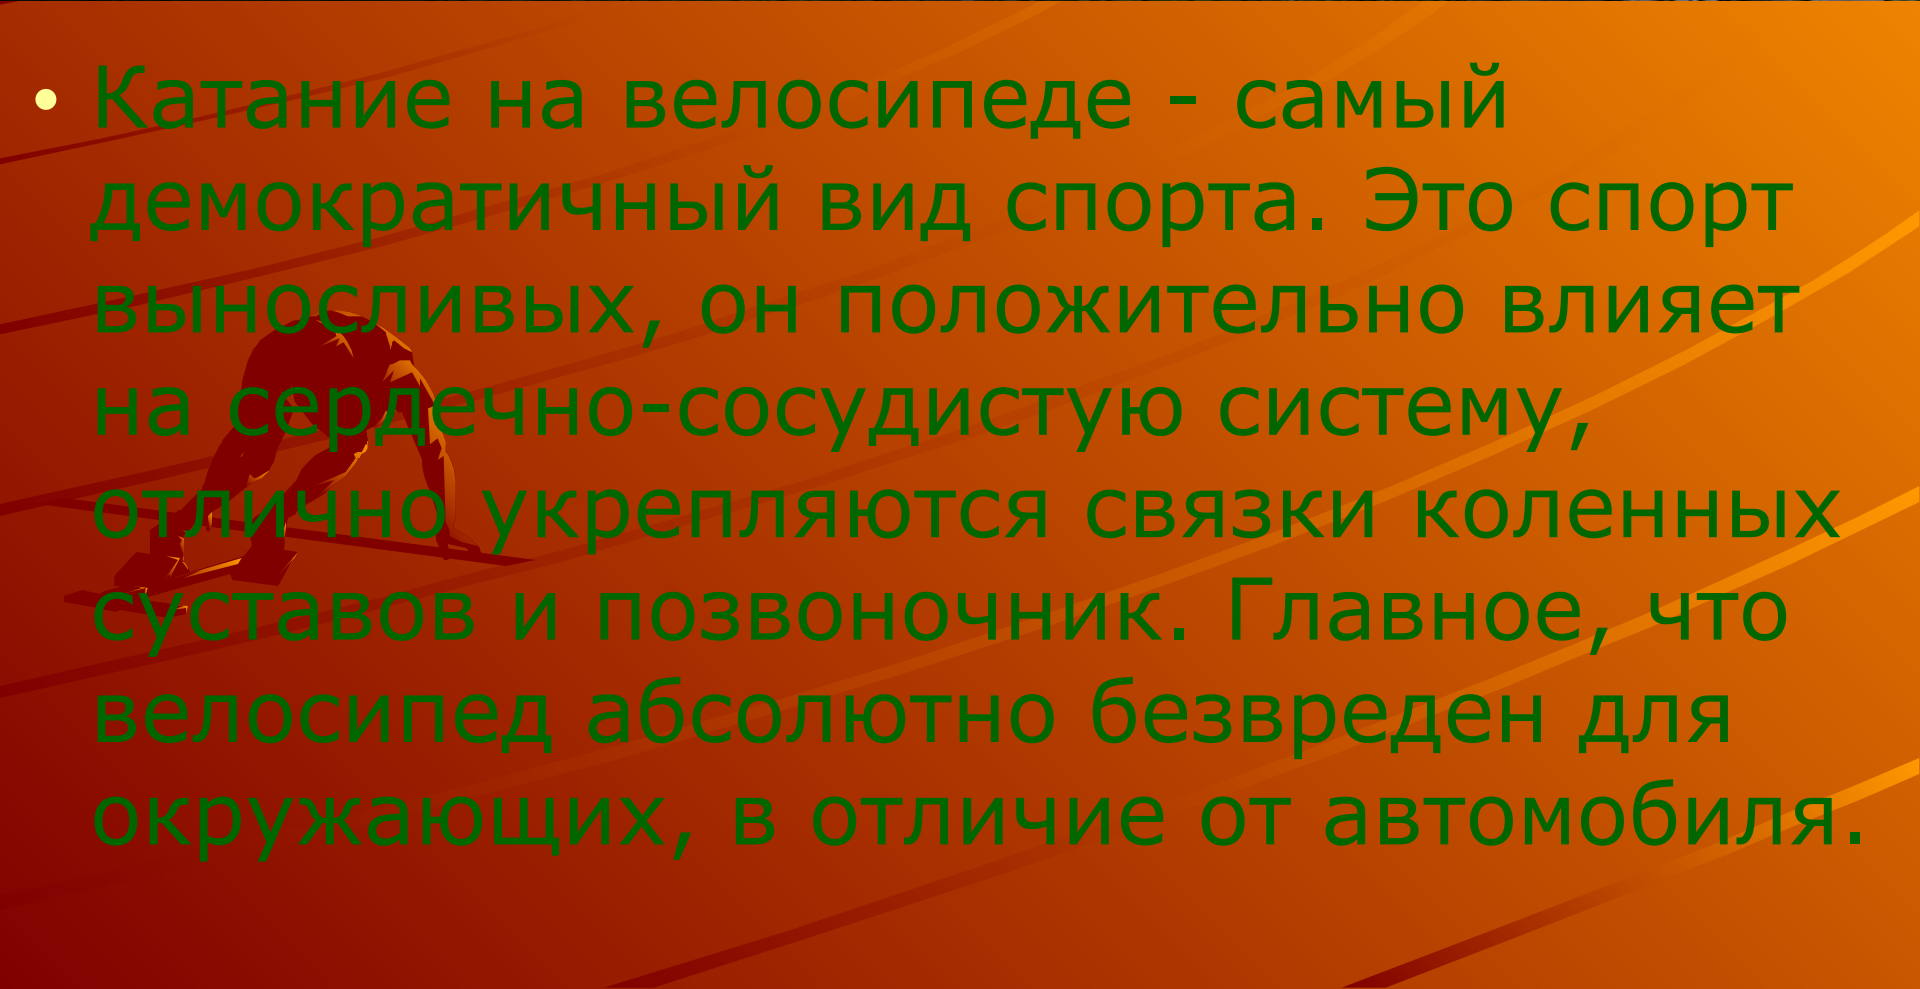 • Катание на велосипеде - самый
демократичный вид спорта. Это спорт
выносливых, он положительно влияет
на сердечно-сосудистую систему,
отлично укрепляются связки коленных
суставов и позвоночник. Главное, что
велосипед абсолютно безвреден для
окружающих, в отличие от автомобиля.